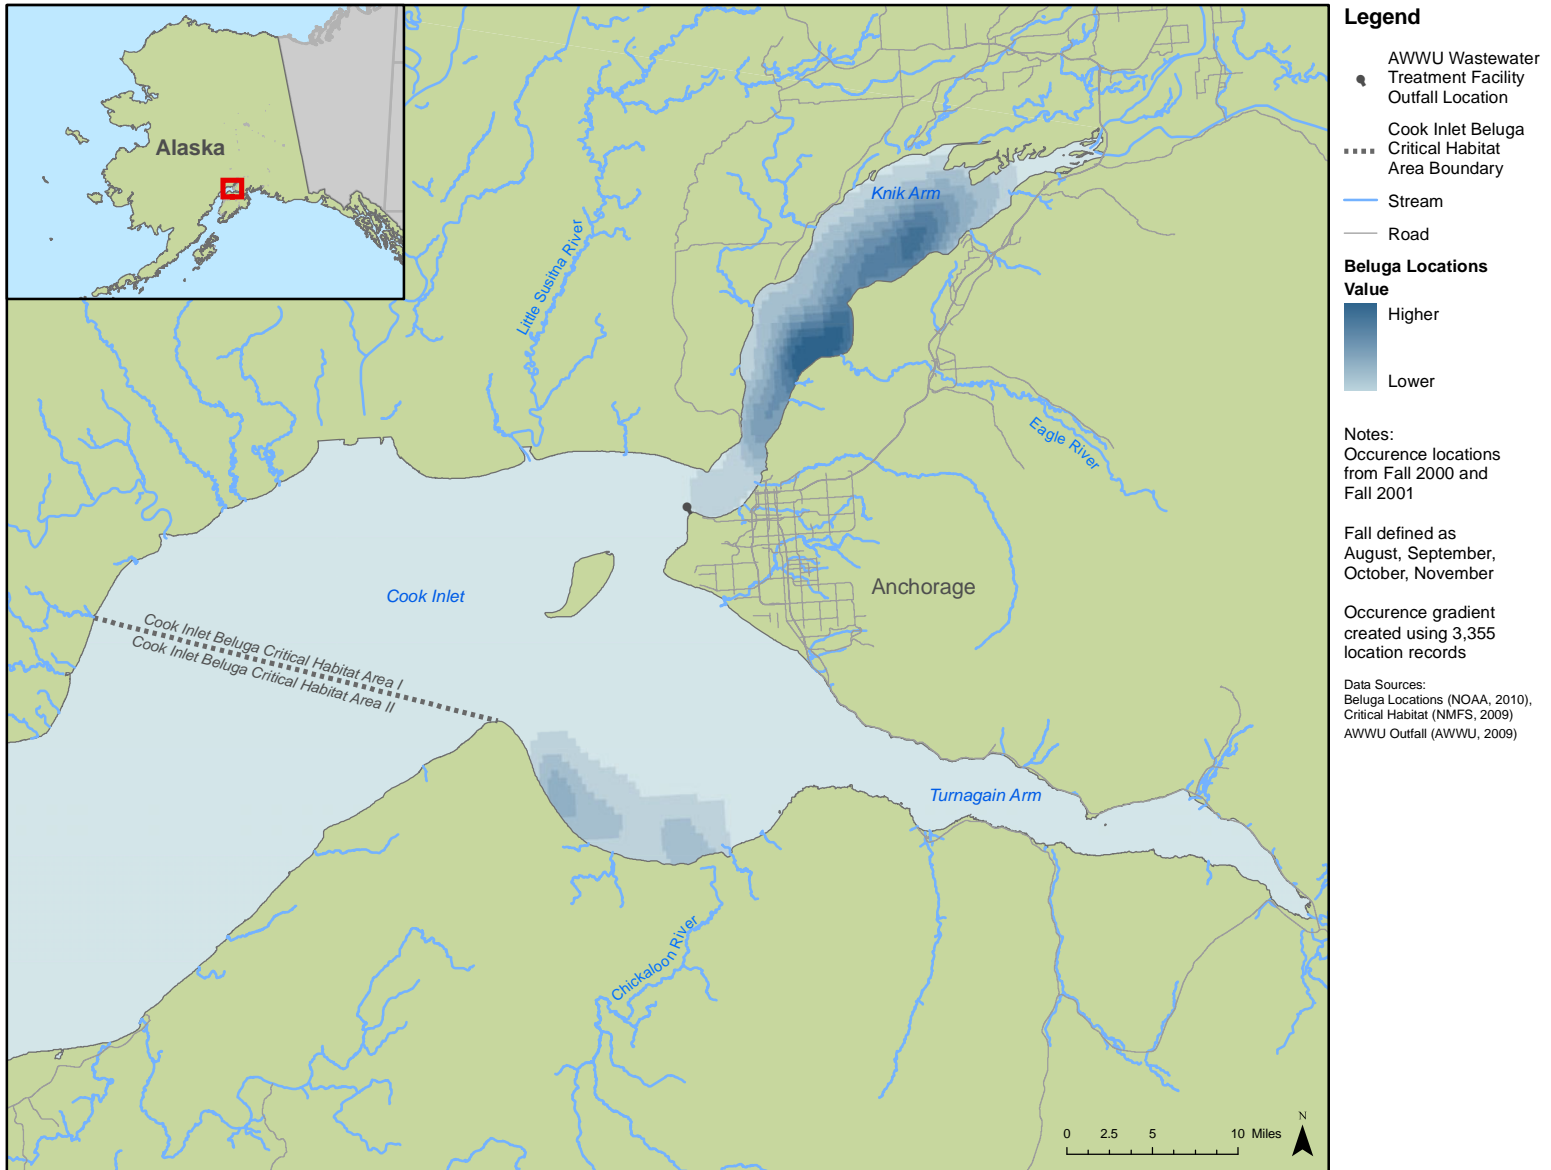 Alaska
Knik Arm
Little Susitna River
Eagle River
Anchorage
Cook Inlet
Cook Inlet Beluga Critical Habitat Area I
Cook Inlet Beluga Critical Habitat Area II
Turnagain Arm
Chickaloon River
0 2.5 5 10 Miles
N
Legend
AWWU Wastewater
Treatment Facility
Outfall Location
Cook Inlet Beluga
Critical Habitat
Area Boundary
Stream
Road
Beluga Locations
Value
Higher
Lower
Notes:
Occurence locations
from Fall 2000 and
Fall 2001
Fall defined as
August, September,
October, November
Occurence gradient
created using 3,355
location records
Data Sources:
Beluga Locations (NOAA, 2010),
Critical Habitat (NMFS, 2009)
AWWU Outfall (AWWU, 2009)